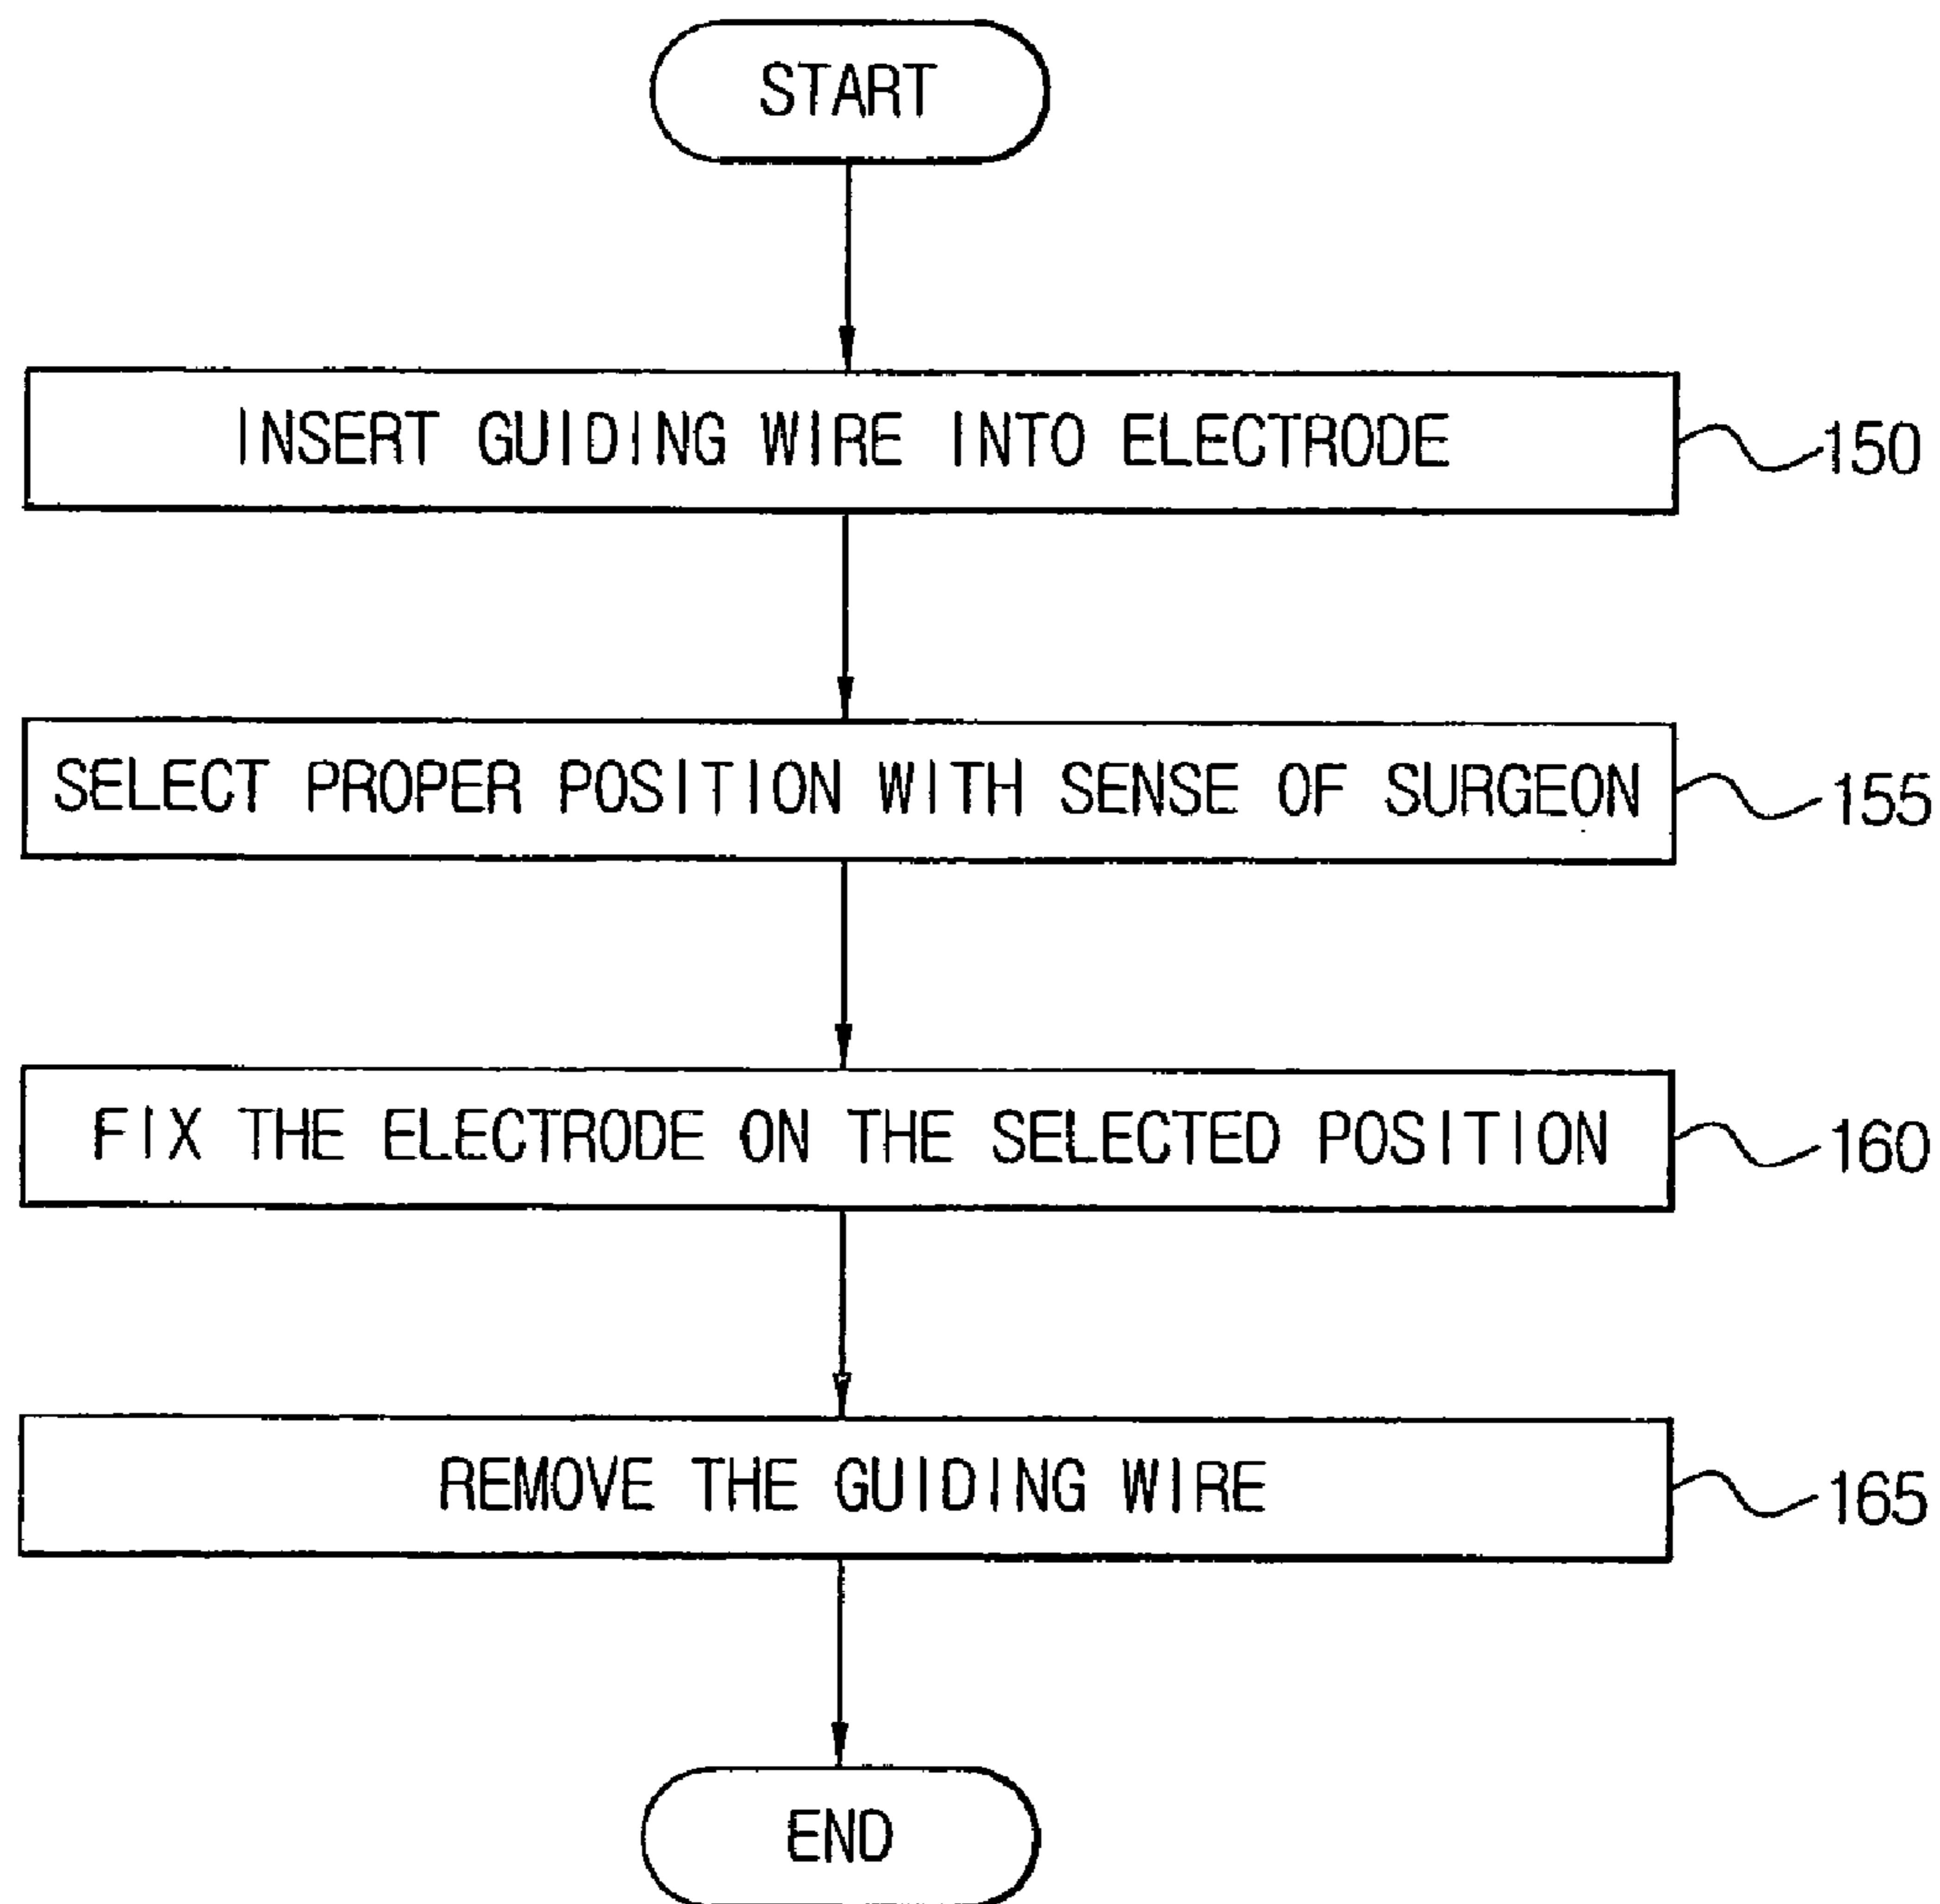 START
INSERT GUIDING WIRE INTO ELECTRODE
150
SELECT PROPER POSITION WITH SENSE OF SURGEON
155
FIX THE ELECTRODE ON THE SELECTED POSITION
160
REMOVE THE GUIDING WIRE
165
END